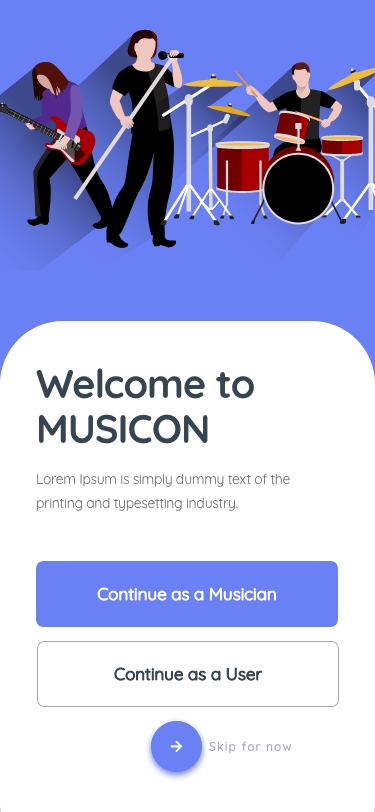 Welcome to
MUSICON
Lorem Ipsum is simply dummy text of the
printing and typesetting industry.
Continue as a Musician
Continue as a User
Skip for now